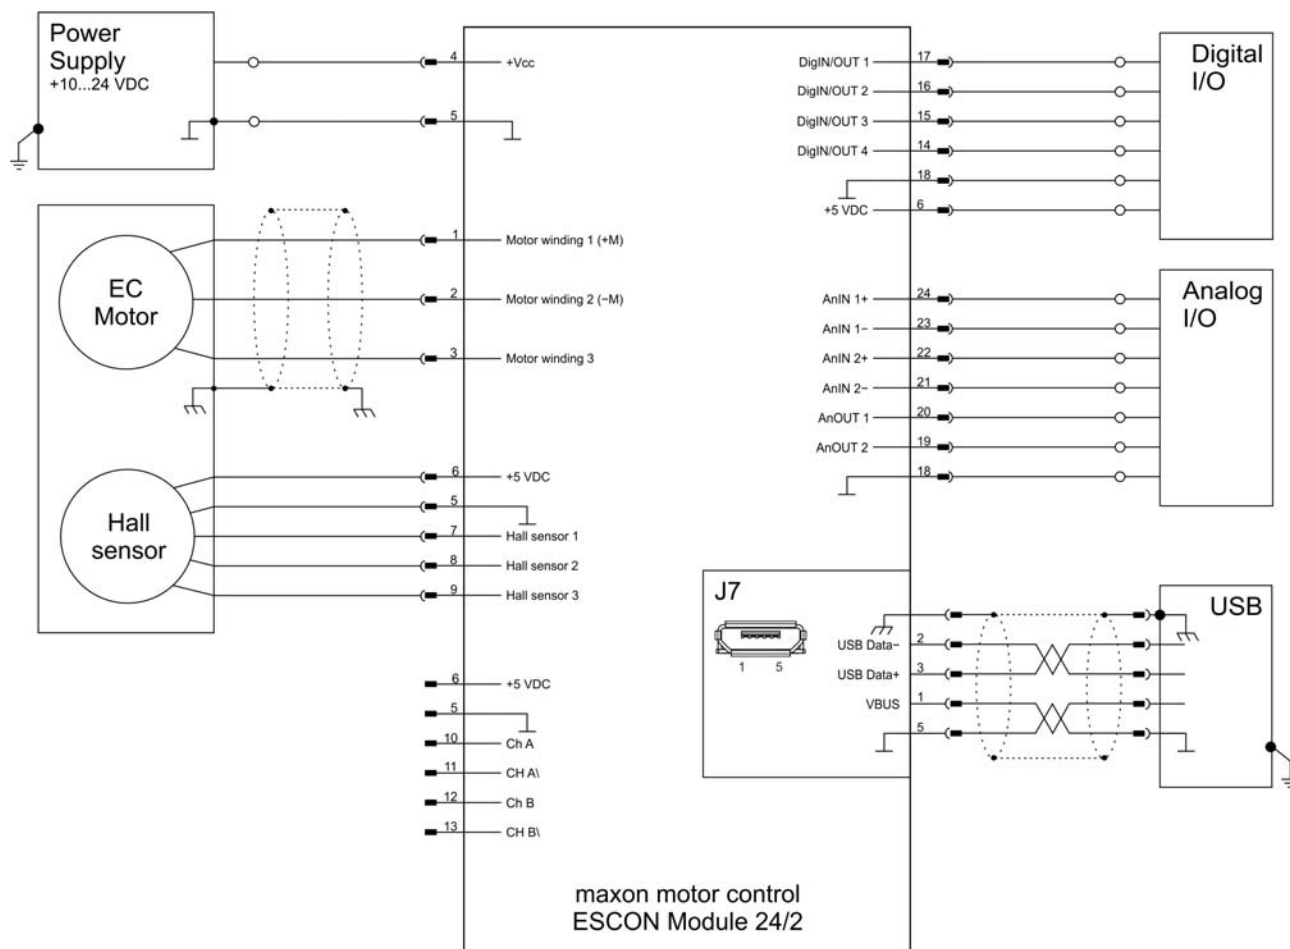 Power
Supply
+10...24 VDC
4 +Vcc
5
EC
Motor
1 Motor winding 1 (+M)
2 Motor winding 2 (−M)
3 Motor winding 3
Hall
sensor
6 +5 VDC
5
7 Hall sensor 1
8 Hall sensor 2
9 Hall sensor 3
6 +5 VDC
5
10 Ch A
11 CH A\
12 Ch B
13 CH B\
Digital
I/O
DigIN/OUT 1 17
DigIN/OUT 2 16
DigIN/OUT 3 15
DigIN/OUT 4 14
18
+5 VDC 6
Analog
I/O
AnIN 1+ 24
AnIN 1− 23
AnIN 2+ 22
AnIN 2− 21
AnOUT 1 20
AnOUT 2 19
18
J7
1 5
USB
USB Data− 2
USB Data+ 3
VBUS 1
5
maxon motor control
ESCON Module 24/2